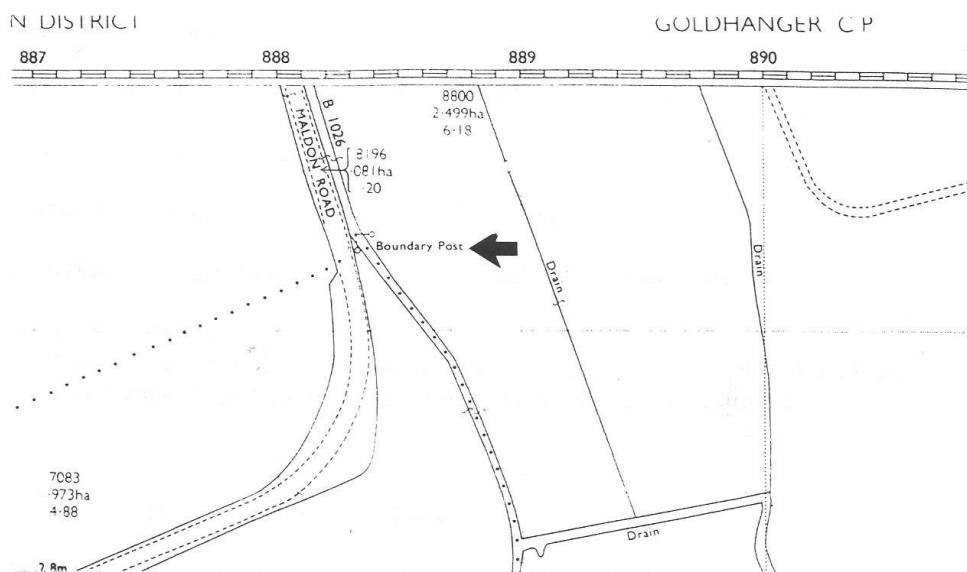 N DISTRICT
GOLDHANGER C P
887 888 889 890
B 1026
MALDON ROAD
8800
2·499ha
6·18
8196
·081ha
·20
Boundary Post
Drain
Drain
7083
·973ha
4·88
Drain
2.8m